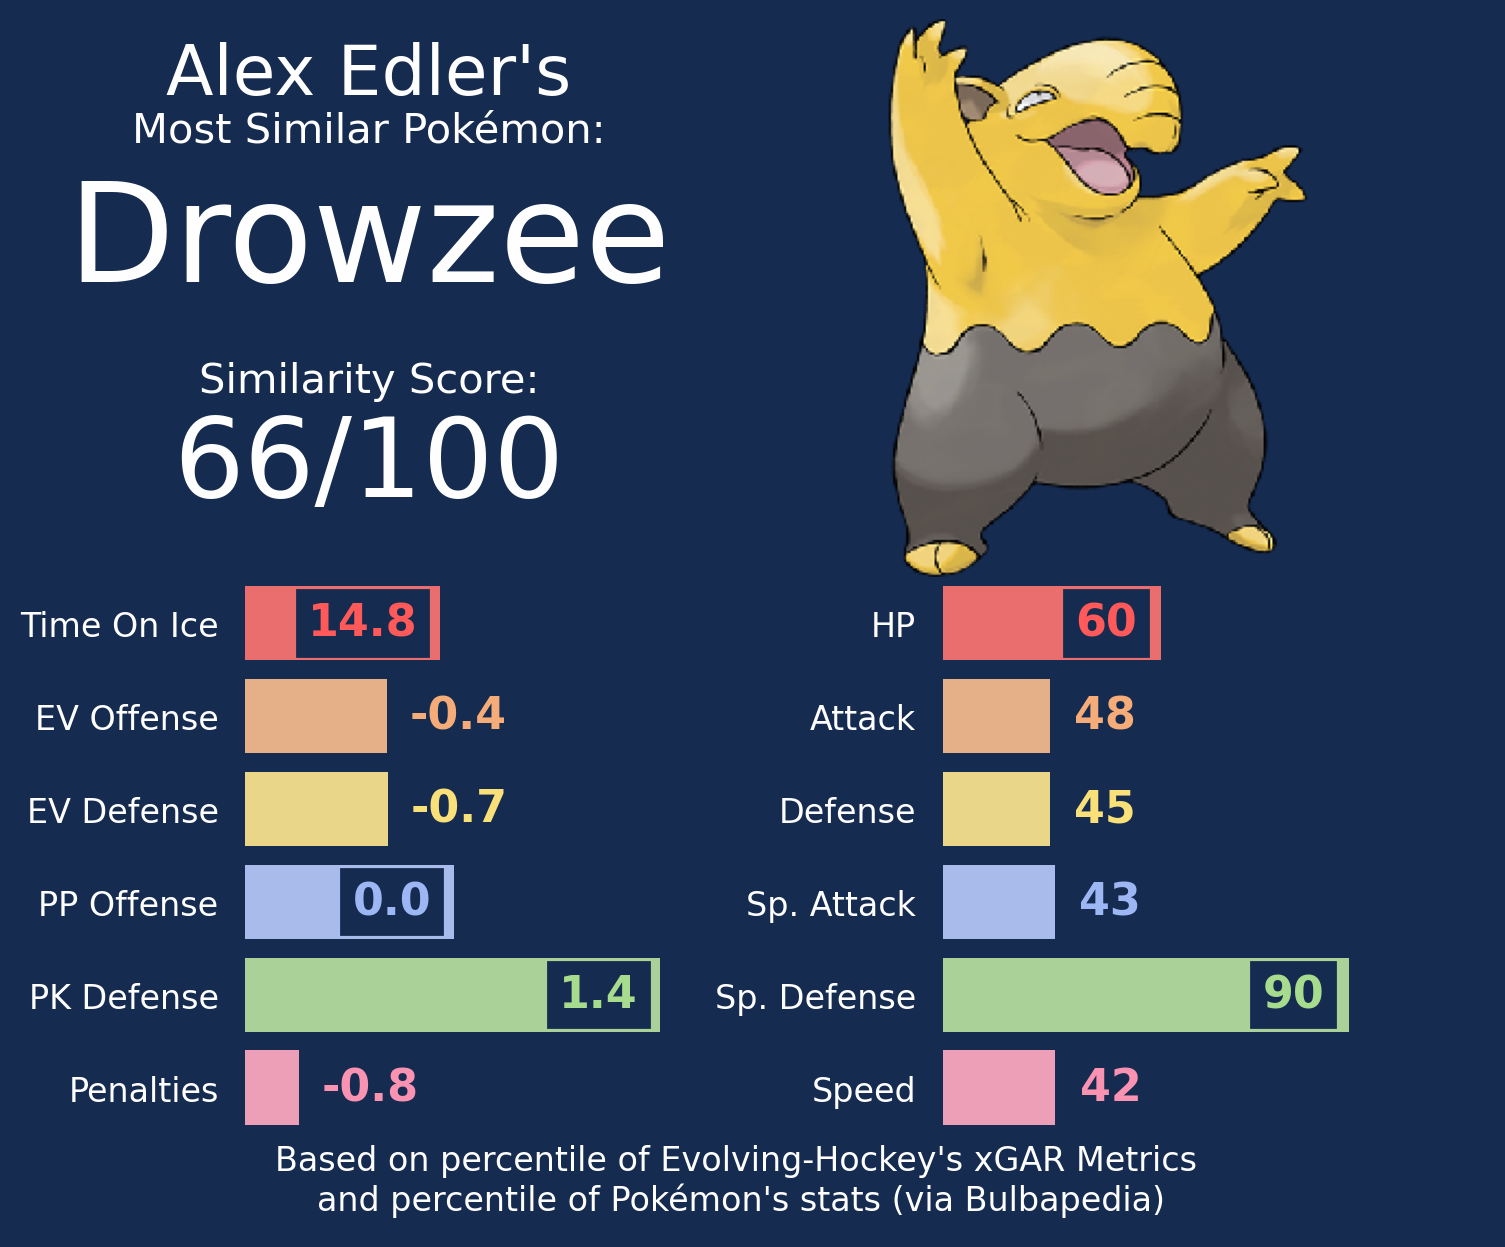 Alex Edler's
Most Similar Pokémon:
Drowzee
Similarity Score:
66/100
Time On Ice 14.8
EV Offense -0.4
EV Defense -0.7
PP Offense 0.0
PK Defense 1.4
Penalties -0.8
HP 60
Attack 48
Defense 45
Sp. Attack 43
Sp. Defense 90
Speed 42
Based on percentile of Evolving-Hockey's xGAR Metrics
and percentile of Pokémon's stats (via Bulbapedia)